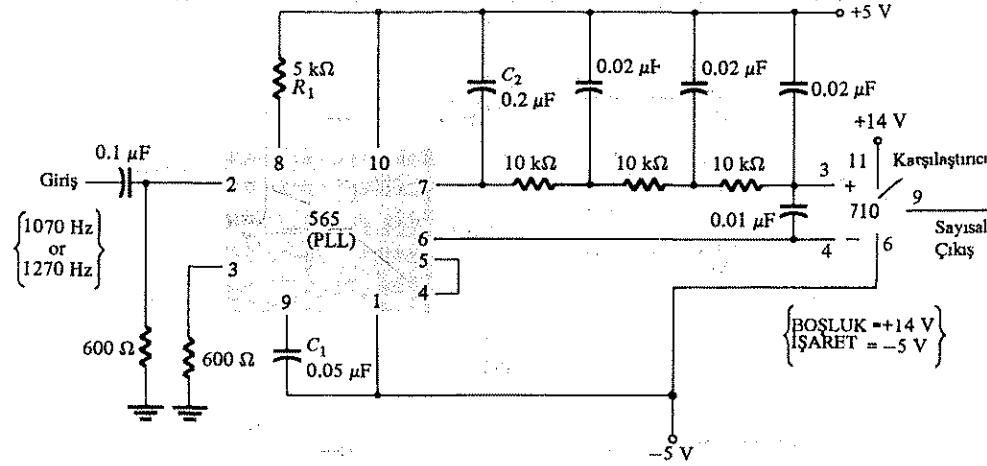 +5 V
5 kΩ
R₁
C₂
0.2 µF
0.02 µF
0.02 µF
0.02 µF
+14 V
0.1 µF
8
10
10 kΩ
10 kΩ
10 kΩ
3
11
Karşılaştırıcı
Giriş
2
7
+
565
(PLL)
0.01 µF
710
9
{1070 Hz
or
1270 Hz}
6
4
−
6
Sayısal
Çıkış
3
5
4
9
1
600 Ω
600 Ω
C₁
0.05 µF
{BOŞLUK =+14 V
İŞARET = −5 V}
−5 V